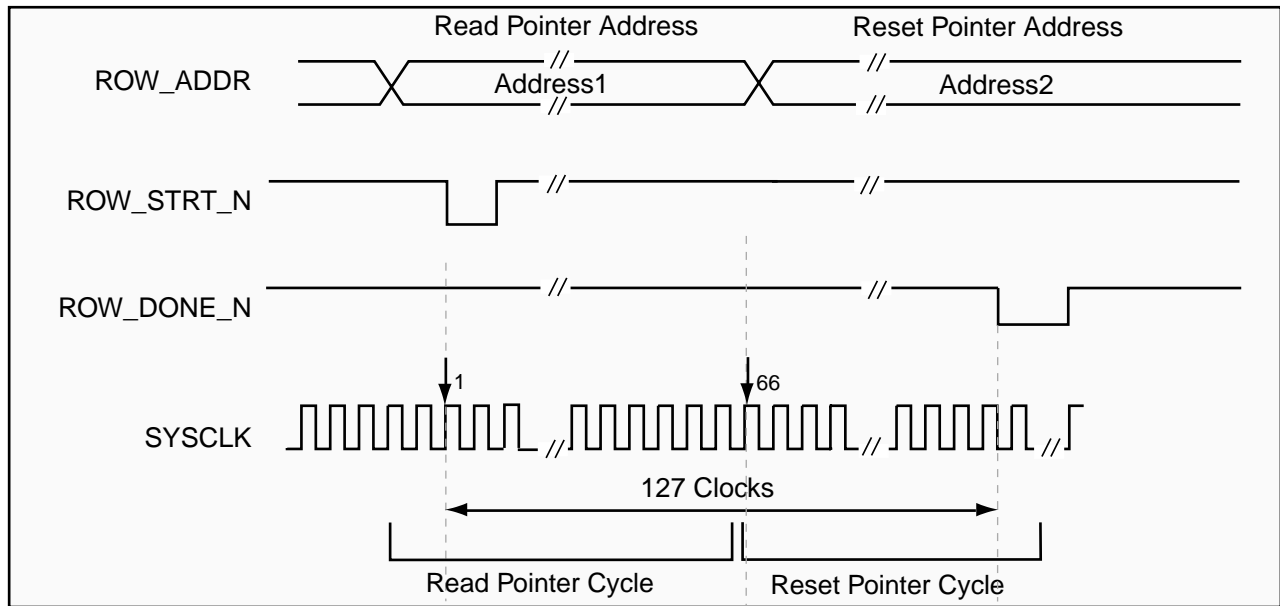 Read Pointer Address Reset Pointer Address
ROW_ADDR Address1 Address2
ROW_STRT_N
ROW_DONE_N
1 66
SYSCLK
127 Clocks
Read Pointer Cycle Reset Pointer Cycle